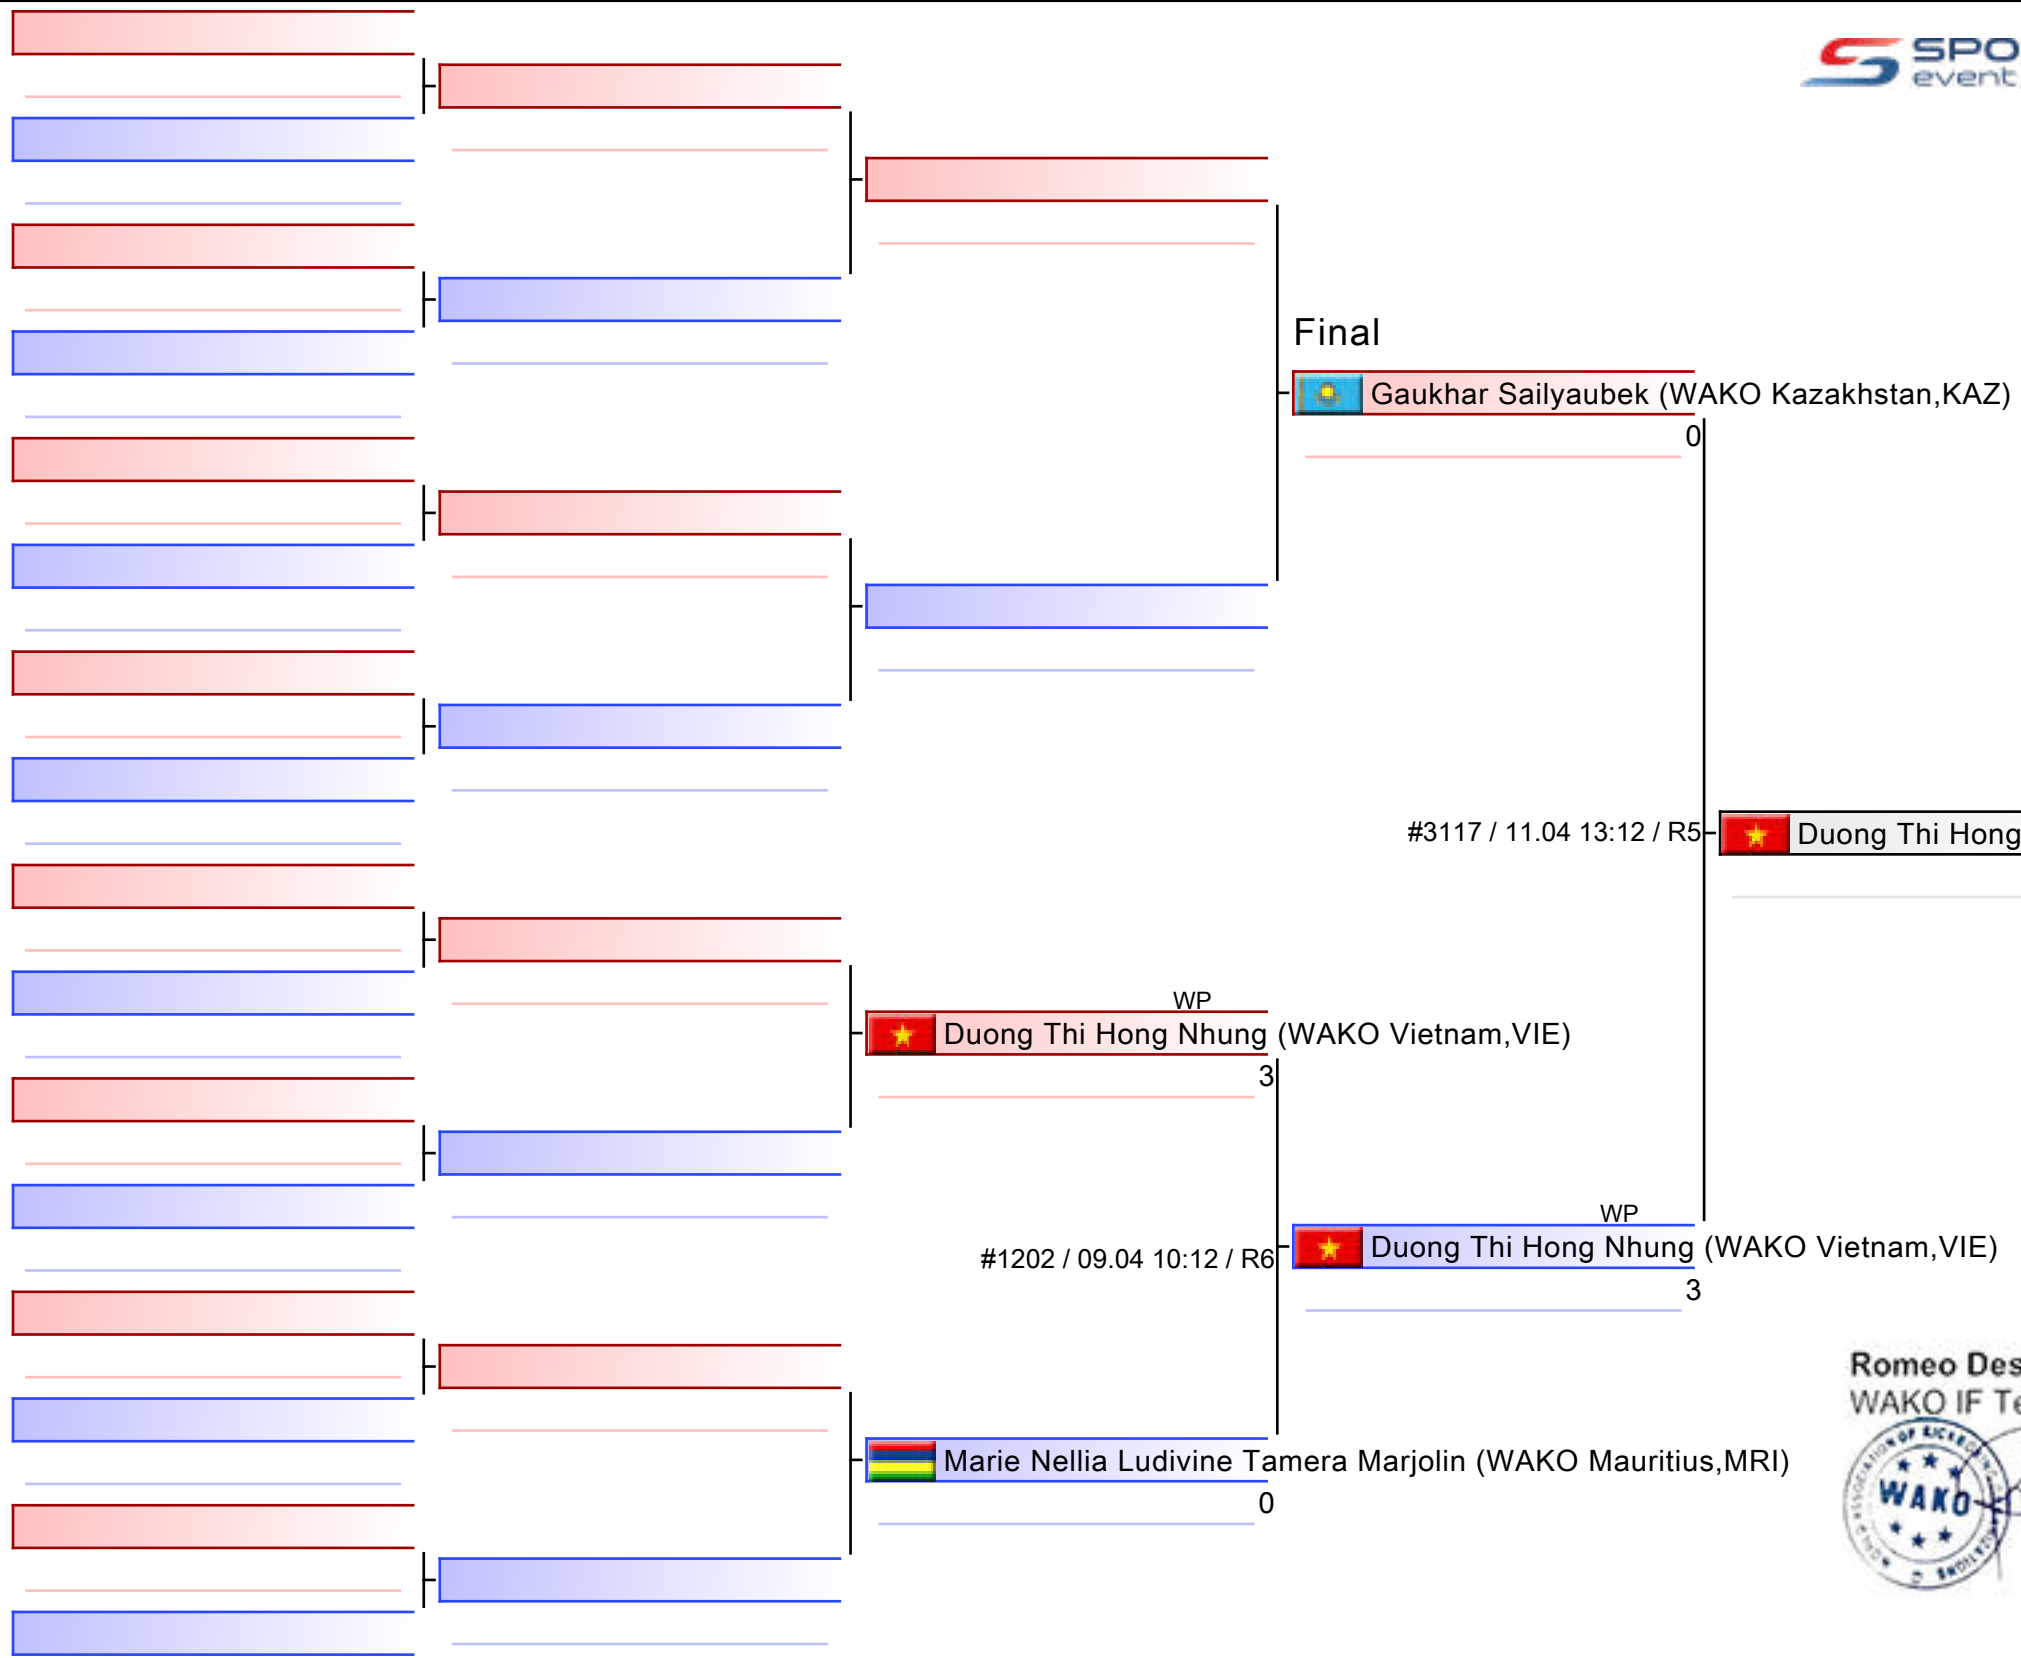 SPO
event
Final
Gaukhar Sailyaubek (WAKO Kazakhstan,KAZ)
0
#3117 / 11.04 13:12 / R5
Duong Thi Hong
WP
Duong Thi Hong Nhung (WAKO Vietnam,VIE)
3
WP
#1202 / 09.04 10:12 / R6
Duong Thi Hong Nhung (WAKO Vietnam,VIE)
3
Romeo Des
WAKO IF Te
Marie Nellia Ludivine Tamera Marjolin (WAKO Mauritius,MRI)
0
WAKO